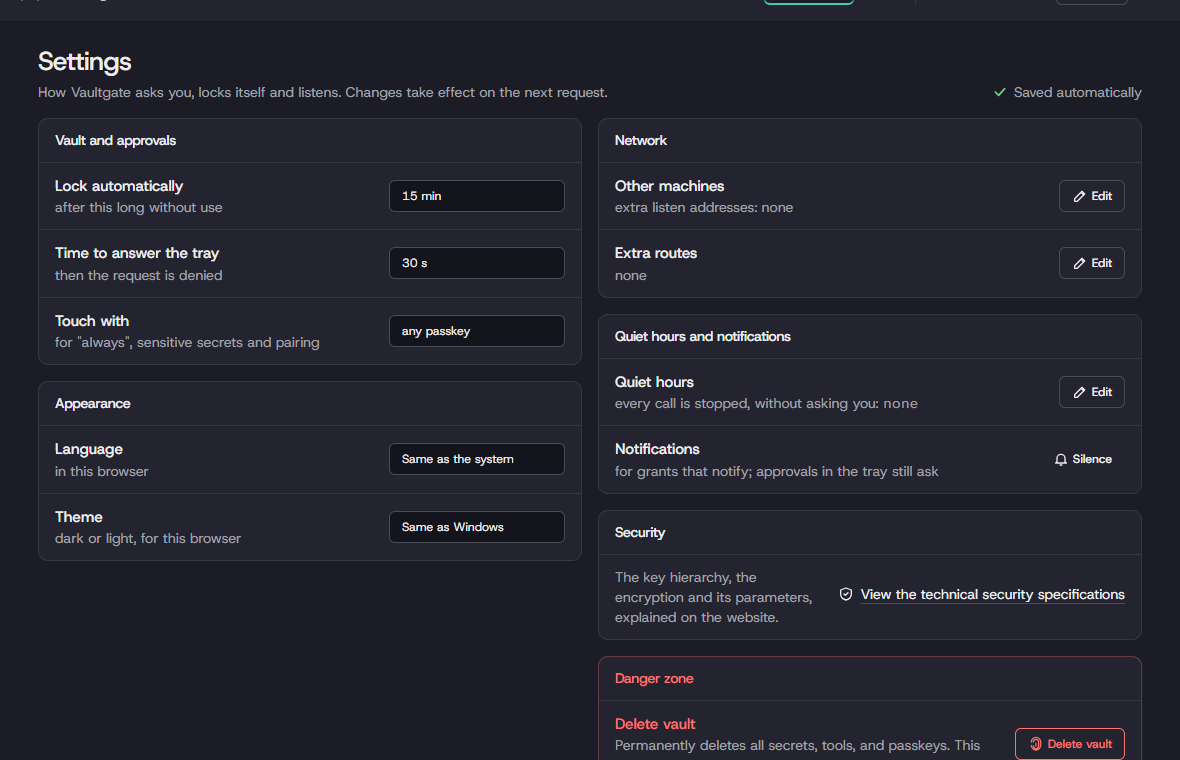 Settings
How Vaultgate asks you, locks itself and listens. Changes take effect on the next request.
Saved automatically
Vault and approvals
Lock automatically
after this long without use
15 min
Time to answer the tray
then the request is denied
30 s
Touch with
for "always", sensitive secrets and pairing
any passkey
Appearance
Language
in this browser
Same as the system
Theme
dark or light, for this browser
Same as Windows
Network
Other machines
extra listen addresses: none
Edit
Extra routes
none
Edit
Quiet hours and notifications
Quiet hours
every call is stopped, without asking you: none
Edit
Notifications
for grants that notify; approvals in the tray still ask
Silence
Security
The key hierarchy, the
encryption and its parameters,
explained on the website.
View the technical security specifications
Danger zone
Delete vault
Permanently deletes all secrets, tools, and passkeys. This
Delete vault